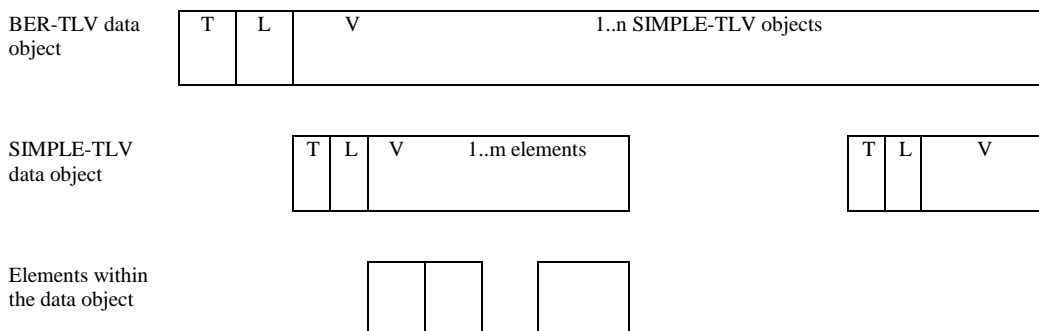 BER-TLV data
object
T L V 1..n SIMPLE-TLV objects
SIMPLE-TLV
data object
T L V 1..m elements T L V
Elements within
the data object